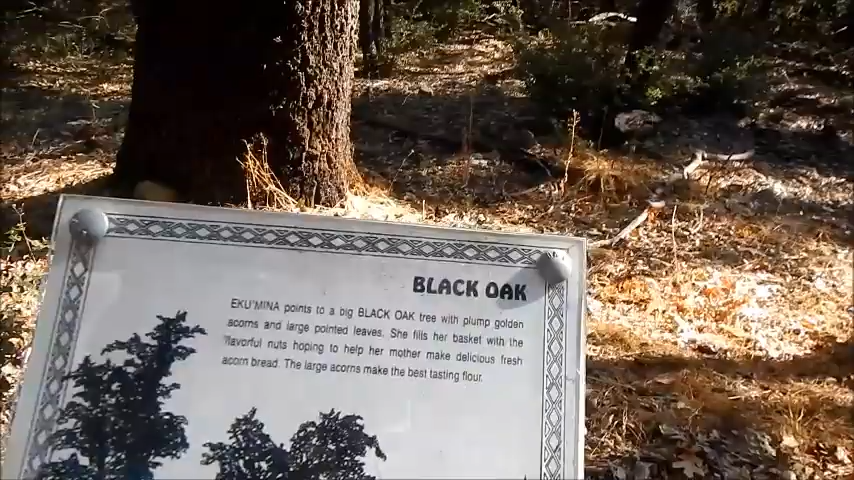 BLACK OAK
EKU'MINA points to a big BLACK OAK tree with plump golden
acorns and large pointed leaves. She fills her basket with the
flavorful nuts hoping to help her mother make delicious fresh
acorn bread. The large acorns make the best tasting flour.